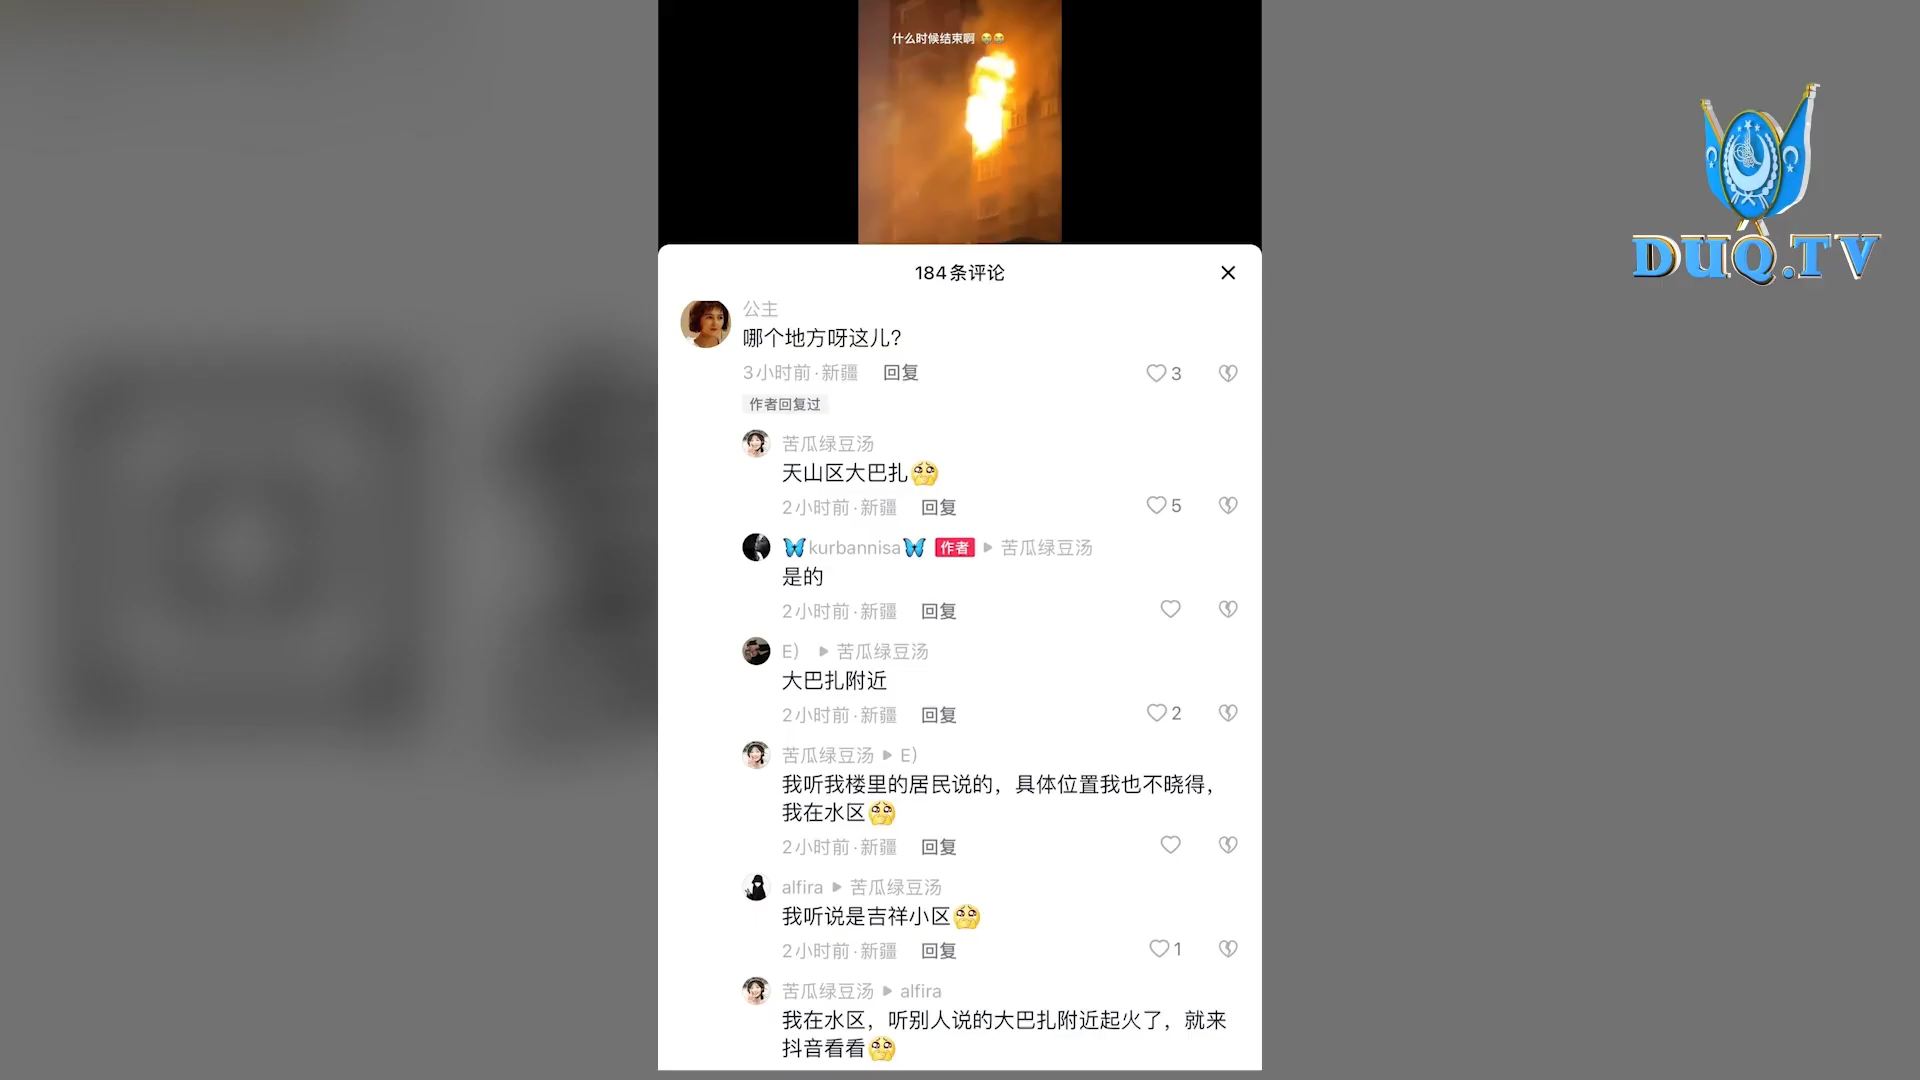 什么时候结束啊 😭😭
DUQ.TV
184条评论
公主
哪个地方呀这儿?
3小时前·新疆 回复 3
作者回复过
苦瓜绿豆汤
天山区大巴扎🥺
2小时前·新疆 回复 5
🦋kurbannisa🦋 作者 ▶ 苦瓜绿豆汤
是的
2小时前·新疆 回复
E) ▶ 苦瓜绿豆汤
大巴扎附近
2小时前·新疆 回复 2
苦瓜绿豆汤 ▶ E)
我听我楼里的居民说的，具体位置我也不晓得，
我在水区🥺
2小时前·新疆 回复
alfira ▶ 苦瓜绿豆汤
我听说是吉祥小区🥺
2小时前·新疆 回复 1
苦瓜绿豆汤 ▶ alfira
我在水区，听别人说的大巴扎附近起火了，就来
抖音看看🥺